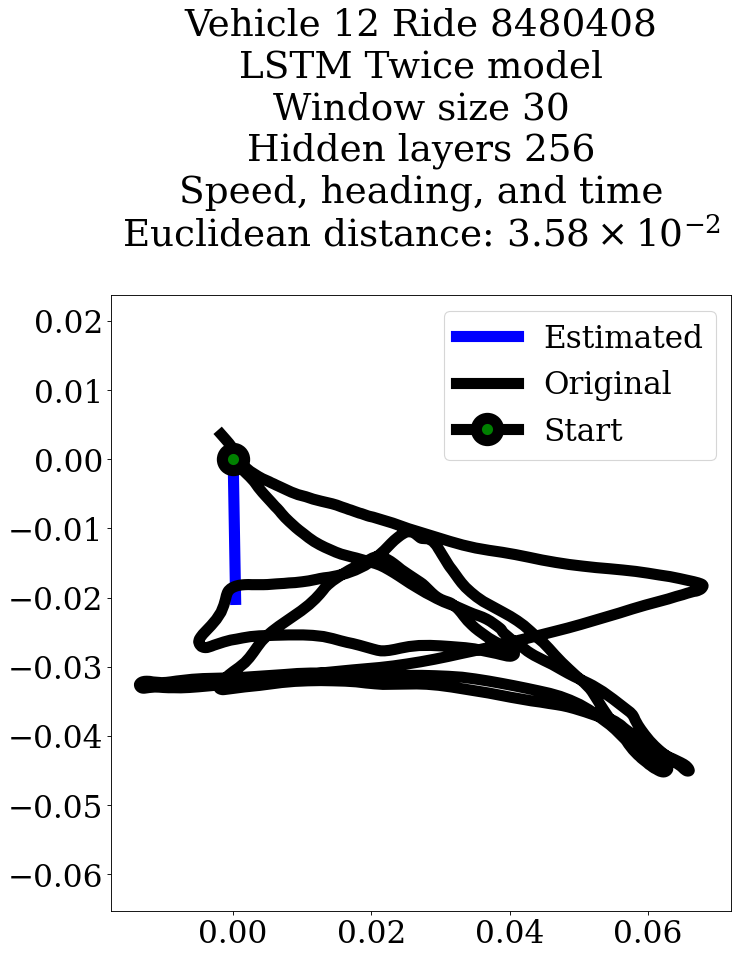 Vehicle 12 Ride 8480408
LSTM Twice model
Window size 30
Hidden layers 256
Speed, heading, and time
Euclidean distance: 3.58 × 10⁻²
Estimated
Original
Start
0.02
0.01
0.00
−0.01
−0.02
−0.03
−0.04
−0.05
−0.06
0.00 0.02 0.04 0.06